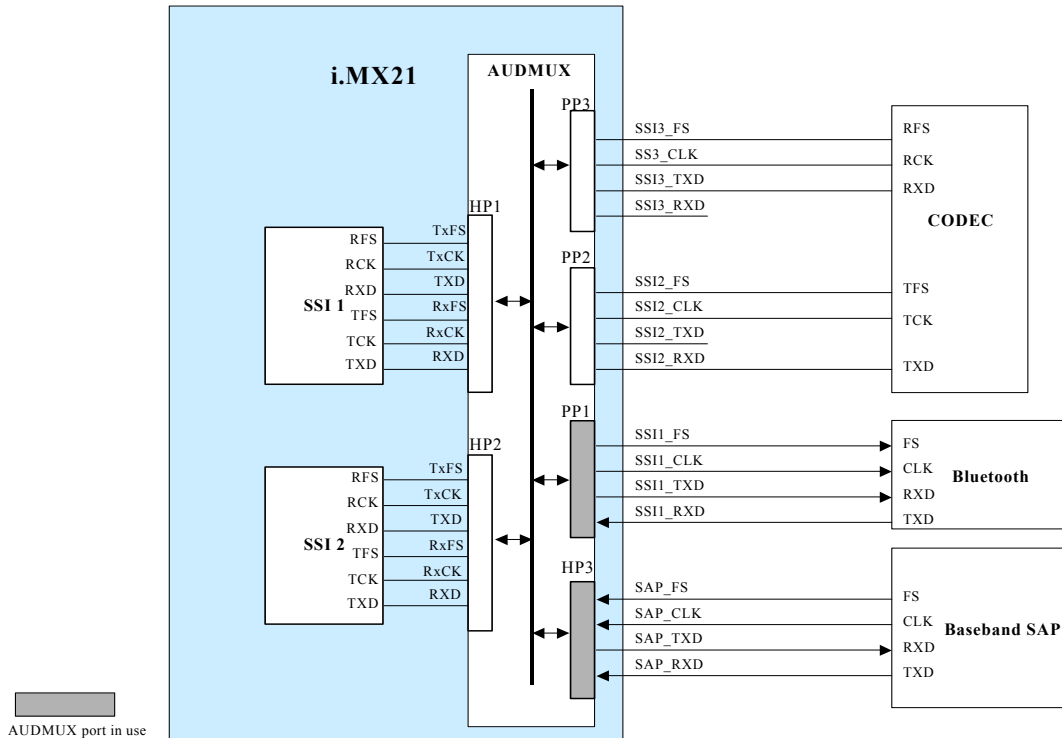 i.MX21
AUDMUX
PP3
SSI3_FS
RFS
SS3_CLK
RCK
SSI3_TXD
RXD
SSI3_RXD
CODEC
HP1
SSI 1
RFS
TxFS
RCK
TxCK
RXD
TXD
TFS
RxFS
TCK
RxCK
TXD
RXD
PP2
SSI2_FS
TFS
SSI2_CLK
TCK
SSI2_TXD
SSI2_RXD
TXD
PP1
SSI1_FS
FS
SSI1_CLK
CLK
SSI1_TXD
RXD
SSI1_RXD
TXD
Bluetooth
HP2
SSI 2
RFS
TxFS
RCK
TxCK
RXD
TXD
TFS
RxFS
TCK
RxCK
TXD
RXD
HP3
SAP_FS
FS
SAP_CLK
CLK
SAP_TXD
RXD
SAP_RXD
TXD
Baseband SAP
AUDMUX port in use